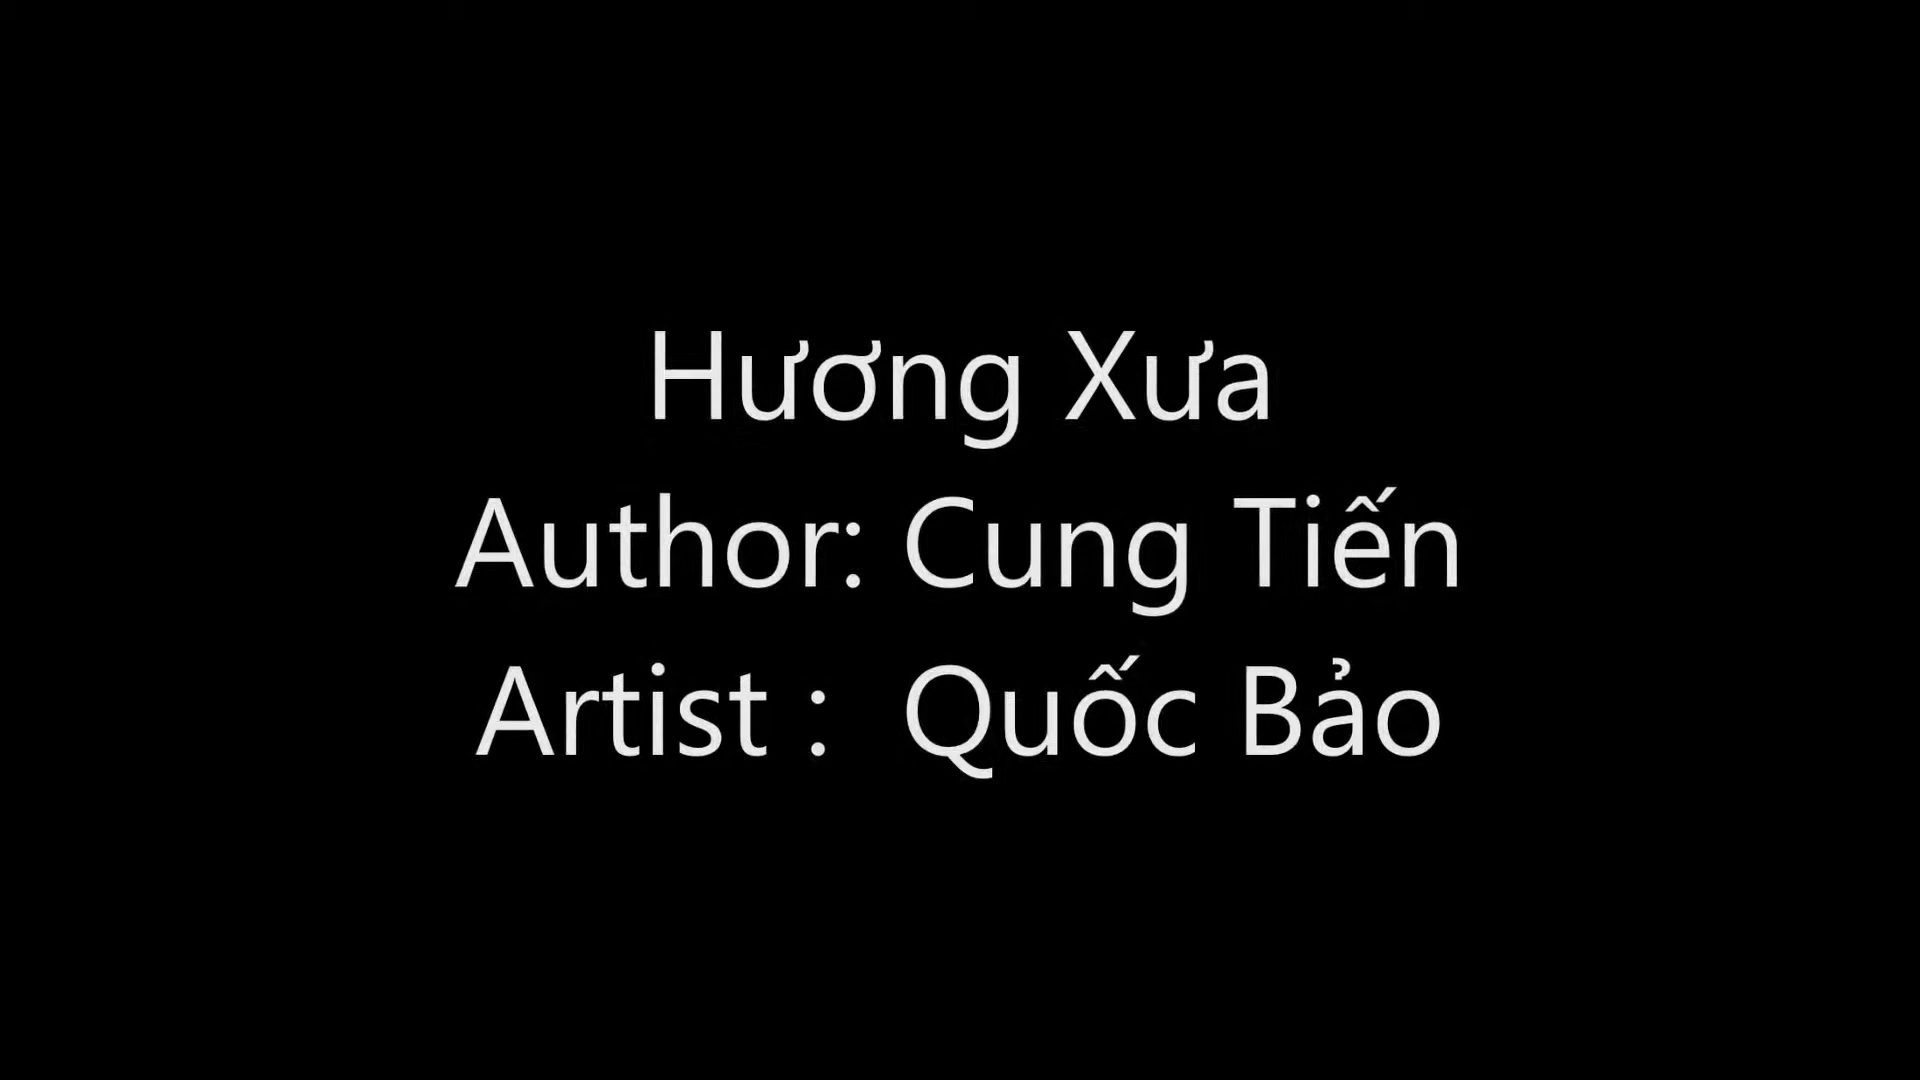 Hương Xưa
Author: Cung Tiến
Artist :  Quốc Bảo